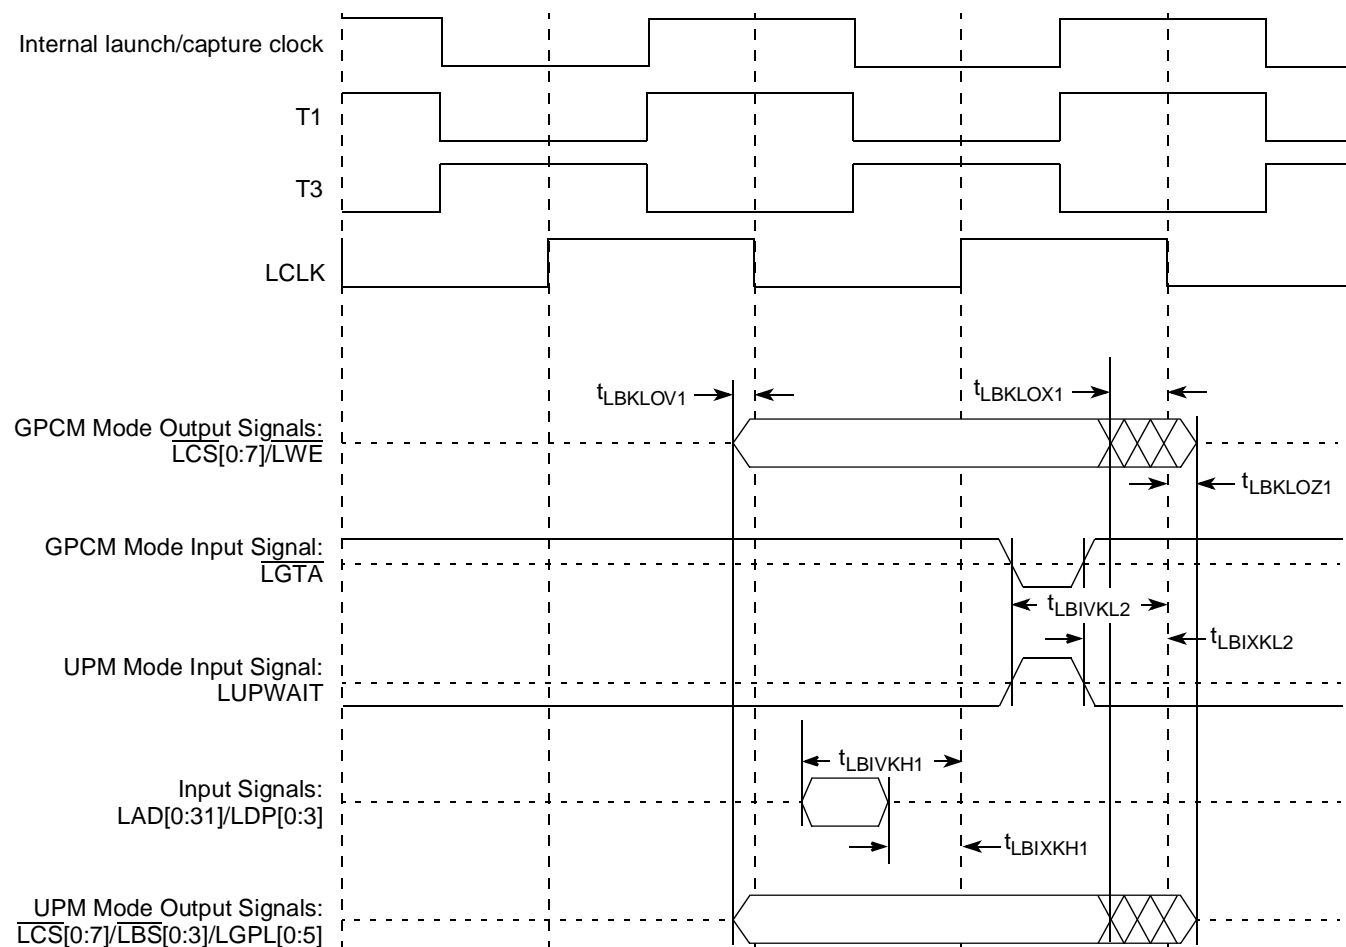 Internal launch/capture clock
T1
T3
LCLK
tLBKLOV1
tLBKLOX1
GPCM Mode Output Signals:
LCS[0:7]/LWE
tLBKLOZ1
GPCM Mode Input Signal:
LGTA
tLBIVKL2
tLBIXKL2
UPM Mode Input Signal:
LUPWAIT
tLBIVKH1
Input Signals:
LAD[0:31]/LDP[0:3]
tLBIXKH1
UPM Mode Output Signals:
LCS[0:7]/LBS[0:3]/LGPL[0:5]